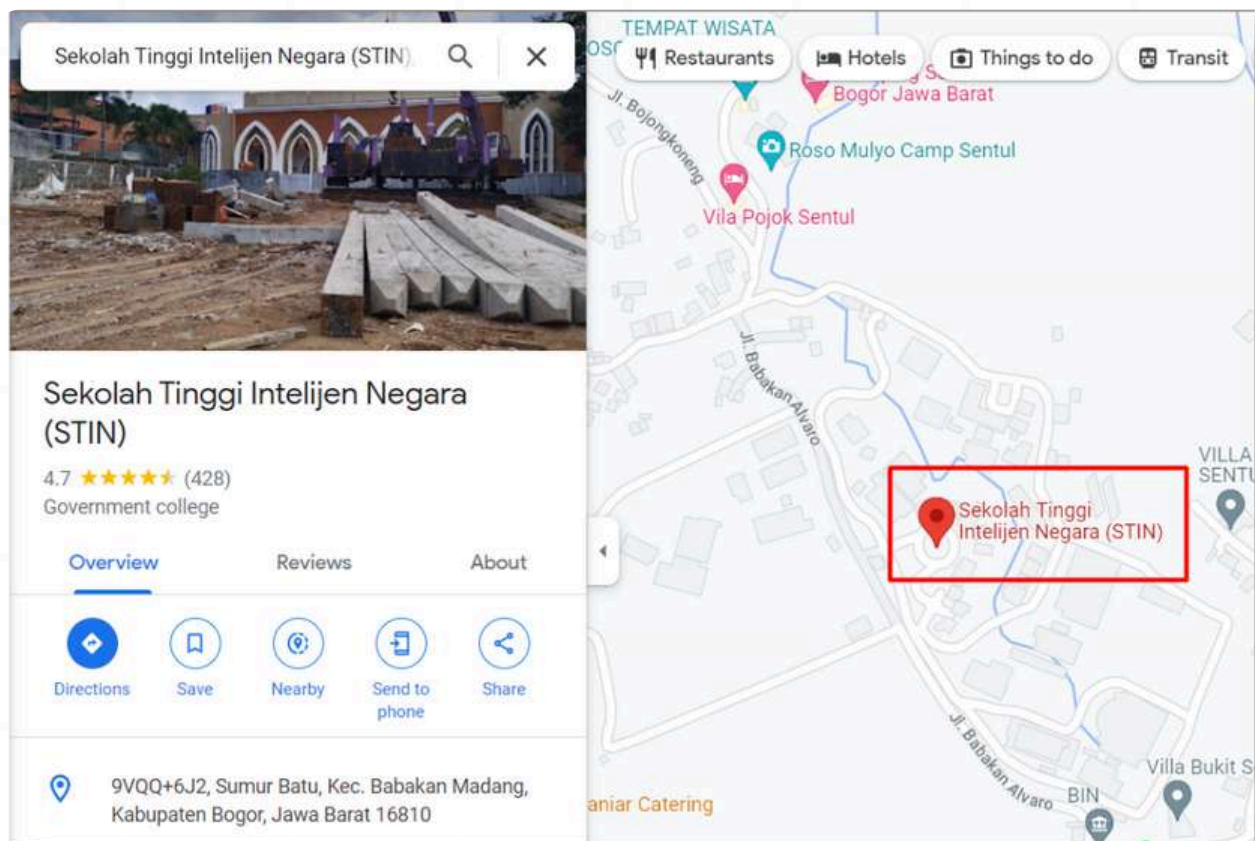 Sekolah Tinggi Intelijen Negara (STIN)
Sekolah Tinggi Intelijen Negara
(STIN)
4.7
(428)
Government college
Overview
Reviews
About
Directions
Save
Nearby
Send to
phone
Share
9VQQ+6J2, Sumur Batu, Kec. Babakan Madang,
Kabupaten Bogor, Jawa Barat 16810
TEMPAT WISATA
Restaurants
Hotels
Things to do
Transit
Bogor Jawa Barat
Jl. Bojongkoneng
Roso Mulyo Camp Sentul
Vila Pojok Sentul
Jl. Babakan Alvaro
VILLA
Sekolah Tinggi
Intelijen Negara (STIN)
Jl. Babakan Alvaro
Villa Bukit S
BIN
aniar Catering